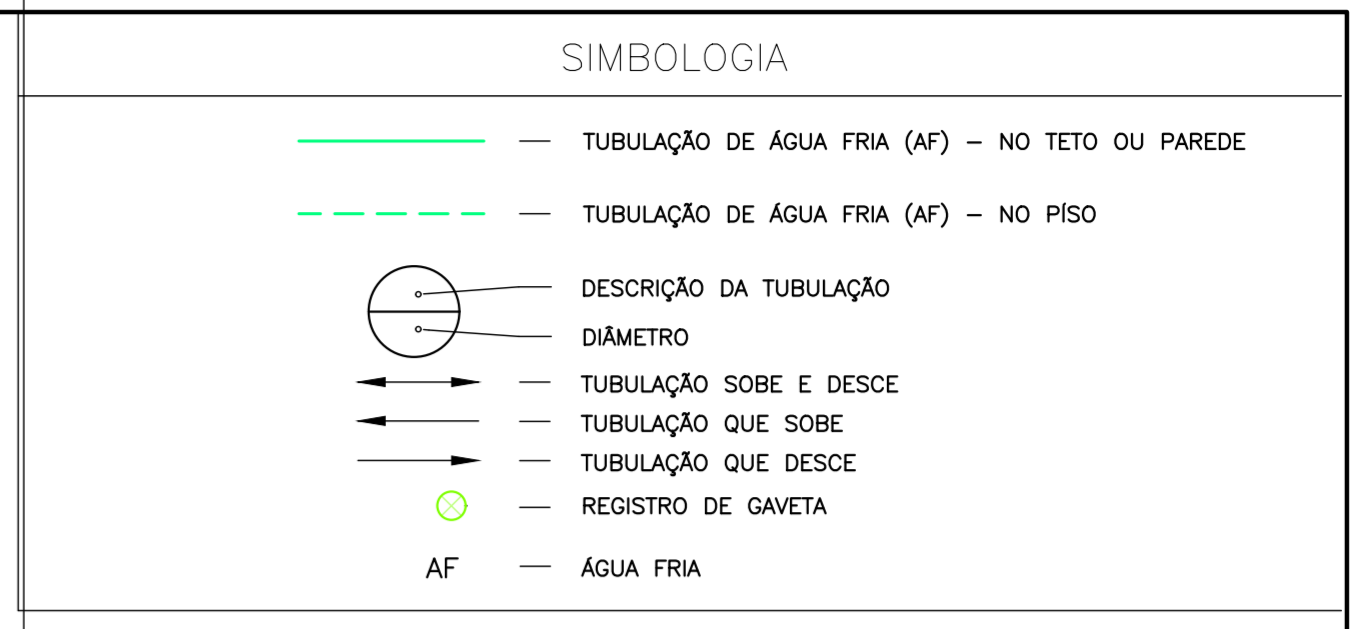 SIMBOLOGIA
TUBULAÇÃO DE ÁGUA FRIA (AF) – NO TETO OU PAREDE
TUBULAÇÃO DE ÁGUA FRIA (AF) – NO PÍSO
DESCRIÇÃO DA TUBULAÇÃO
DIÂMETRO
TUBULAÇÃO SOBE E DESCE
TUBULAÇÃO QUE SOBE
TUBULAÇÃO QUE DESCE
REGISTRO DE GAVETA
AF — ÁGUA FRIA